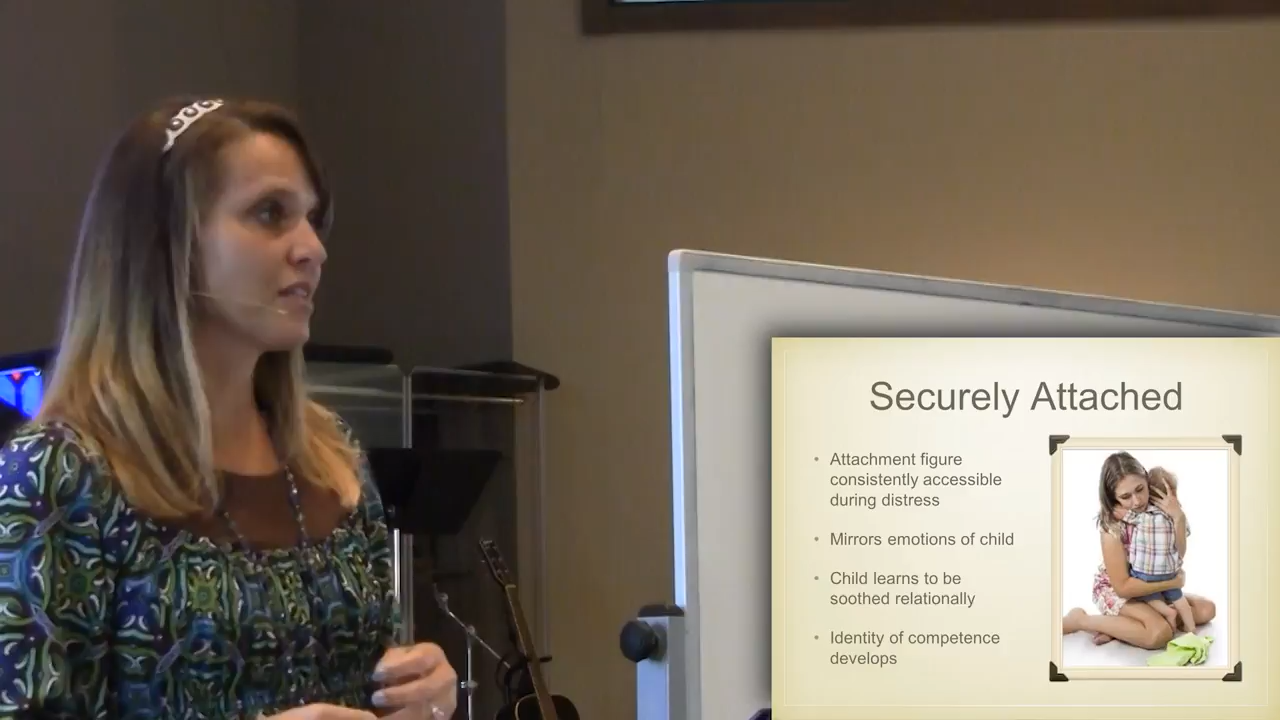 Securely Attached
• Attachment figure
consistently accessible
during distress
• Mirrors emotions of child
• Child learns to be
soothed relationally
• Identity of competence
develops